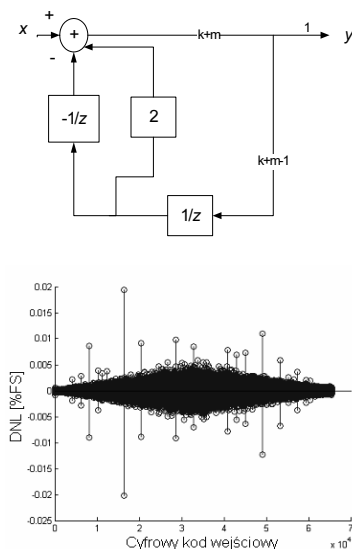 x + + k+m 1 y
-
-1/z 2
k+m-1
1/z
0.02
0.015
0.01
0.005
0
-0.005
-0.01
-0.015
-0.02
-0.025
DNL [%FS]
0 1 2 3 4 5 6 7
x 10⁴
Cyfrowy kod wejściowy